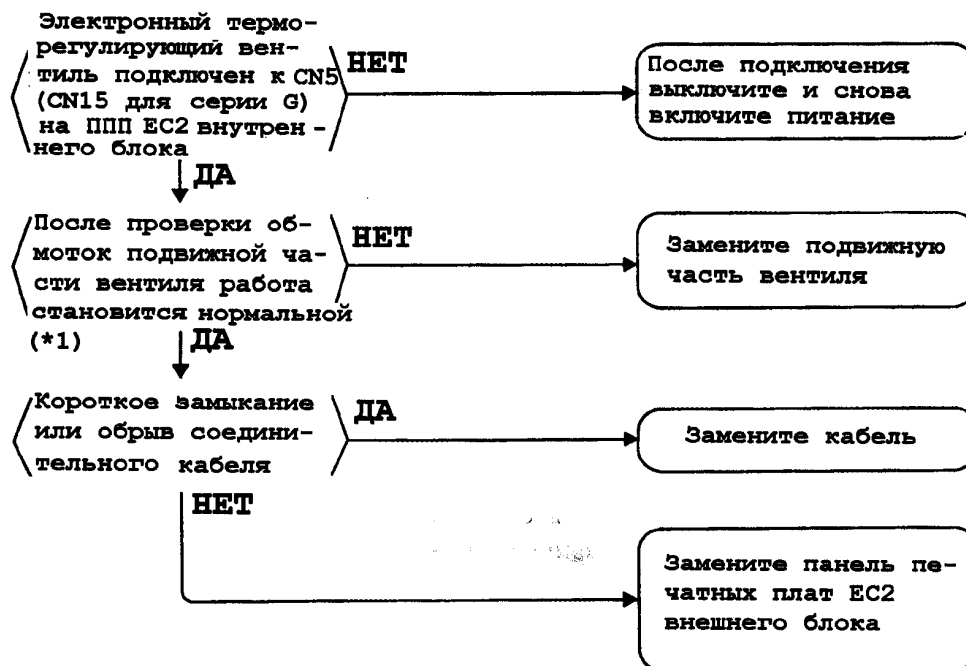 Электронный термо-
регулирующий вен-
тиль подключен к CN5
(CN15 для серии G)
на ППП EC2 внутрен-
него блока
НЕТ
После подключения
выключите и снова
включите питание
ДА
После проверки об-
моток подвижной ча-
сти вентиля работа
становится нормальной
(*1)
НЕТ
Замените подвижную
часть вентиля
ДА
Короткое замыкание
или обрыв соедини-
тельного кабеля
ДА
Замените кабель
НЕТ
Замените панель пе-
чатных плат EC2
внешнего блока